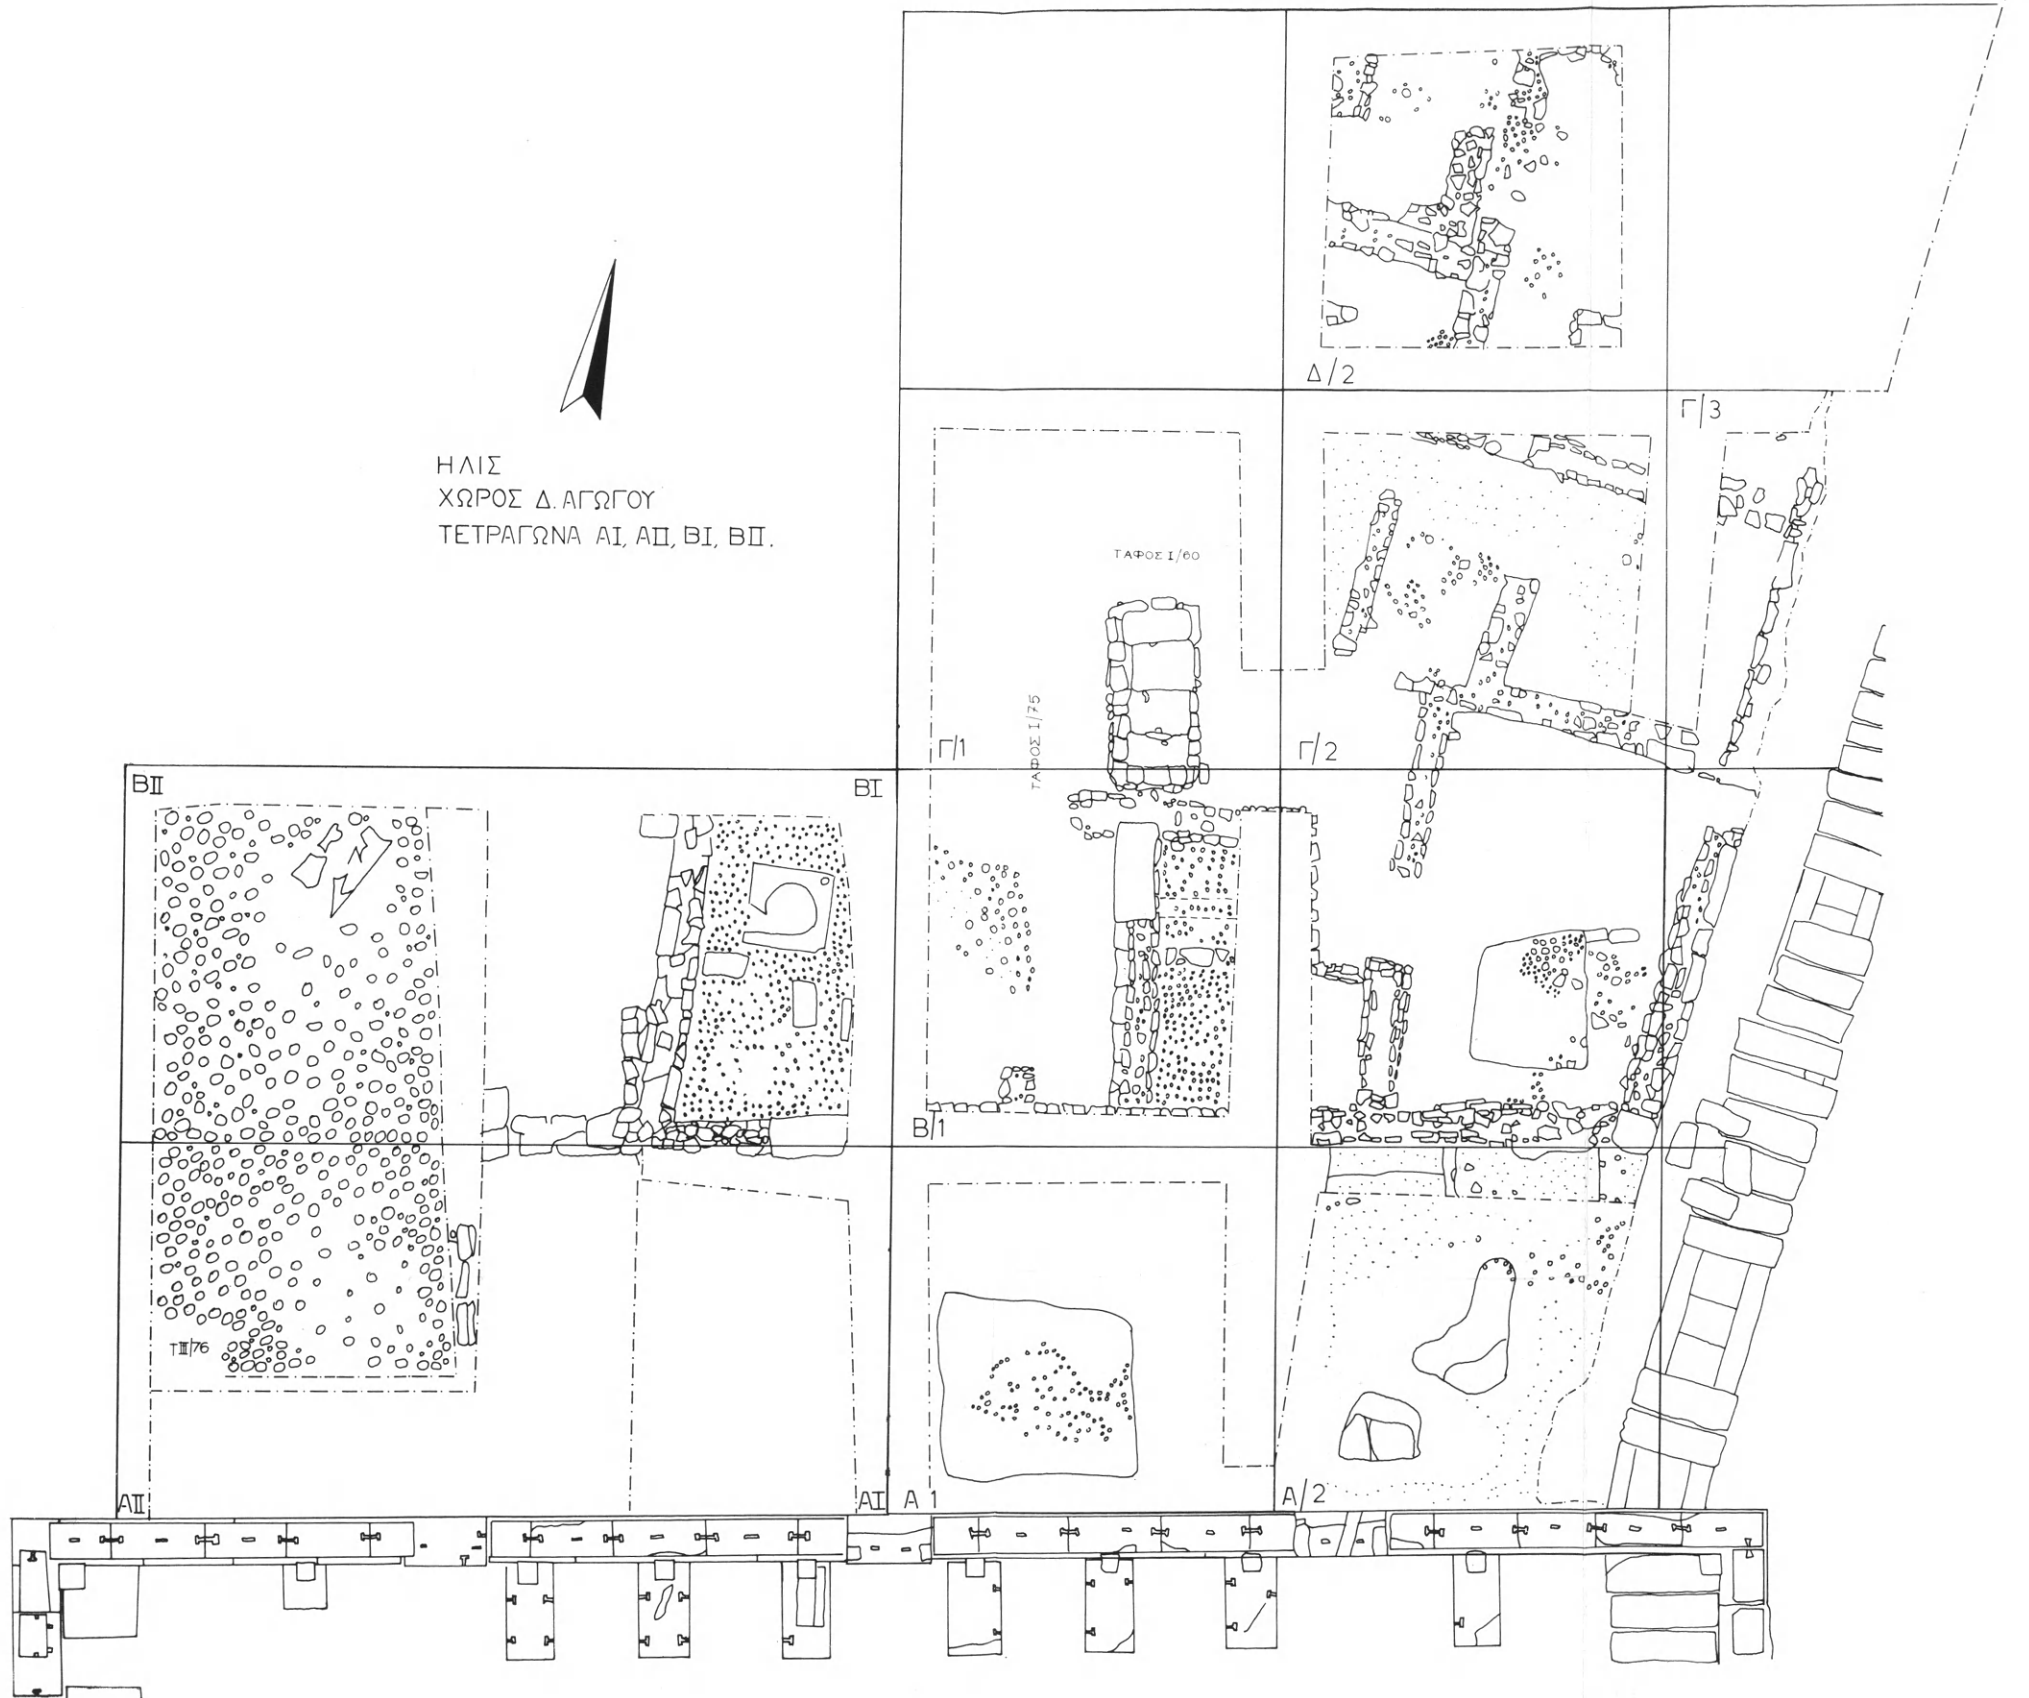 Δ/2
Γ/3
ΗΛΙΣ
ΧΩΡΟΣ Δ. ΑΓΩΓΟΥ
ΤΕΤΡΑΓΩΝΑ ΑΙ, ΑΙΙ, ΒΙ, ΒΙΙ.
ΤΑΦΟΣ Ι/60
ΤΑΦΟΣ Ι/75
Γ/1
Γ/2
ΒΙΙ
ΒΙ
Β/1
ΤΙΙΙ/76
ΑΙΙ
ΑΙ
Α 1
Α/2